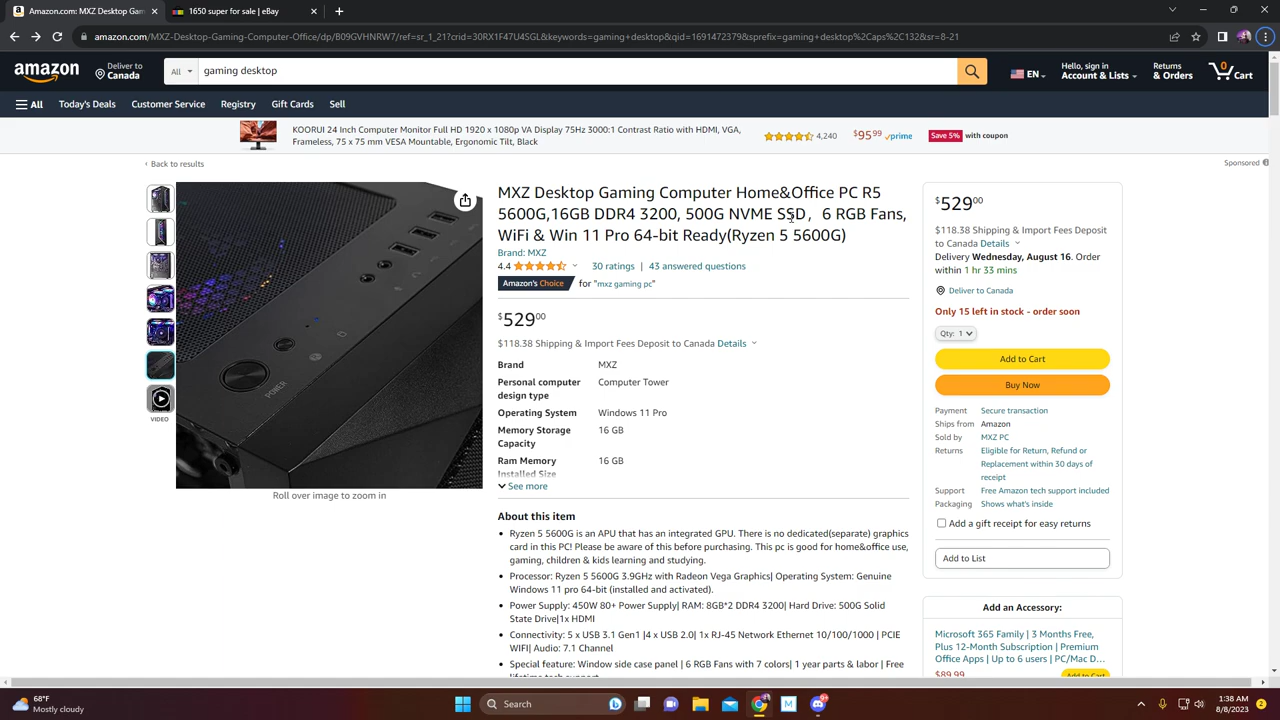 Amazon.com: MXZ Desktop Gam
1650 super for sale | eBay
amazon.com/MXZ-Desktop-Gaming-Computer-Office/dp/B09GVHNRW7/ref=sr_1_21?crid=30RX1F47U4SGL&keywords=gaming+desktop&qid=1691472379&sprefix=gaming+desktop%2Caps%2C132&sr=8-21
amazon
Deliver to
Canada
All
gaming desktop
EN
Hello, sign in
Account & Lists
Returns
& Orders
0
Cart
All
Today's Deals
Customer Service
Registry
Gift Cards
Sell
KOORUI 24 Inch Computer Monitor Full HD 1920 x 1080p VA Display 75Hz 3000:1 Contrast Ratio with HDMI, VGA,
Frameless, 75 x 75 mm VESA Mountable, Ergonomic Tilt, Black
4,240
$95.99 prime
Save 5% with coupon
‹ Back to results
Sponsored
VIDEO
POWER
Roll over image to zoom in
MXZ Desktop Gaming Computer Home&Office PC R5
5600G,16GB DDR4 3200, 500G NVME SSD，6 RGB Fans,
WiFi & Win 11 Pro 64-bit Ready(Ryzen 5 5600G)
Brand: MXZ
4.4 30 ratings | 43 answered questions
Amazon's Choice for "mxz gaming pc"
$529.00
$118.38 Shipping & Import Fees Deposit to Canada Details
Brand MXZ
Personal computer Computer Tower
design type
Operating System Windows 11 Pro
Memory Storage 16 GB
Capacity
Ram Memory 16 GB
Installed Size
See more
About this item
• Ryzen 5 5600G is an APU that has an integrated GPU. There is no dedicated(separate) graphics
card in this PC! Please be aware of this before purchasing. This pc is good for home&office use,
gaming, children & kids learning and studying.
• Processor: Ryzen 5 5600G 3.9GHz with Radeon Vega Graphics| Operating System: Genuine
Windows 11 pro 64-bit (installed and activated).
• Power Supply: 450W 80+ Power Supply| RAM: 8GB*2 DDR4 3200| Hard Drive: 500G Solid
State Drive|1x HDMI
• Connectivity: 5 x USB 3.1 Gen1 |4 x USB 2.0| 1x RJ-45 Network Ethernet 10/100/1000 | PCIE
WIFI| Audio: 7.1 Channel
• Special feature: Window side case panel | 6 RGB Fans with 7 colors| 1 year parts & labor | Free
lifetime tech support
$529.00
$118.38 Shipping & Import Fees Deposit
to Canada Details
Delivery Wednesday, August 16. Order
within 1 hr 33 mins
Deliver to Canada
Only 15 left in stock - order soon
Qty: 1
Add to Cart
Buy Now
Payment Secure transaction
Ships from Amazon
Sold by MXZ PC
Returns Eligible for Return, Refund or
Replacement within 30 days of
receipt
Support Free Amazon tech support included
Packaging Shows what's inside
Add a gift receipt for easy returns
Add to List
Add an Accessory:
Microsoft 365 Family | 3 Months Free,
Plus 12-Month Subscription | Premium
Office Apps | Up to 6 users | PC/Mac D...
$89.99
Add to Cart
68°F
Mostly cloudy
Search
1:38 AM
8/8/2023
2